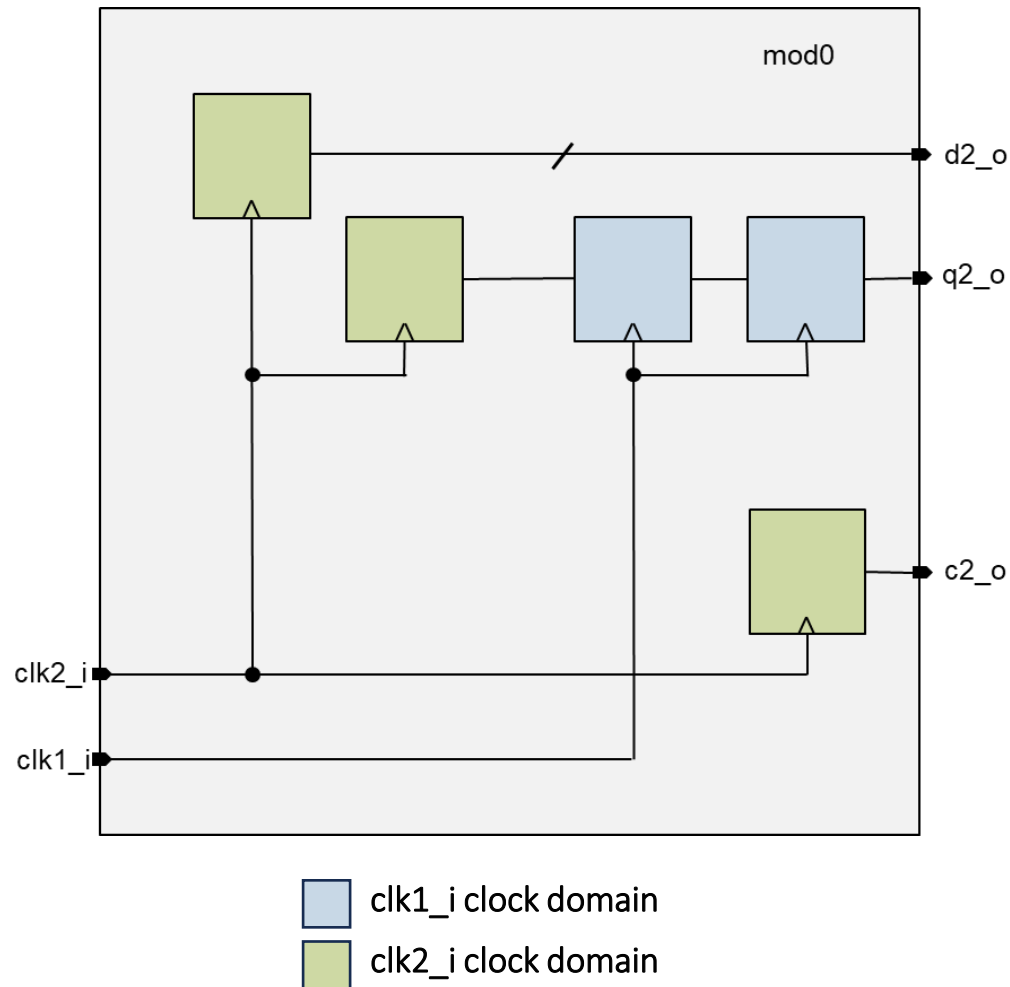 mod0
d2_o
q2_o
c2_o
clk2_i
clk1_i
clk1_i clock domain
clk2_i clock domain